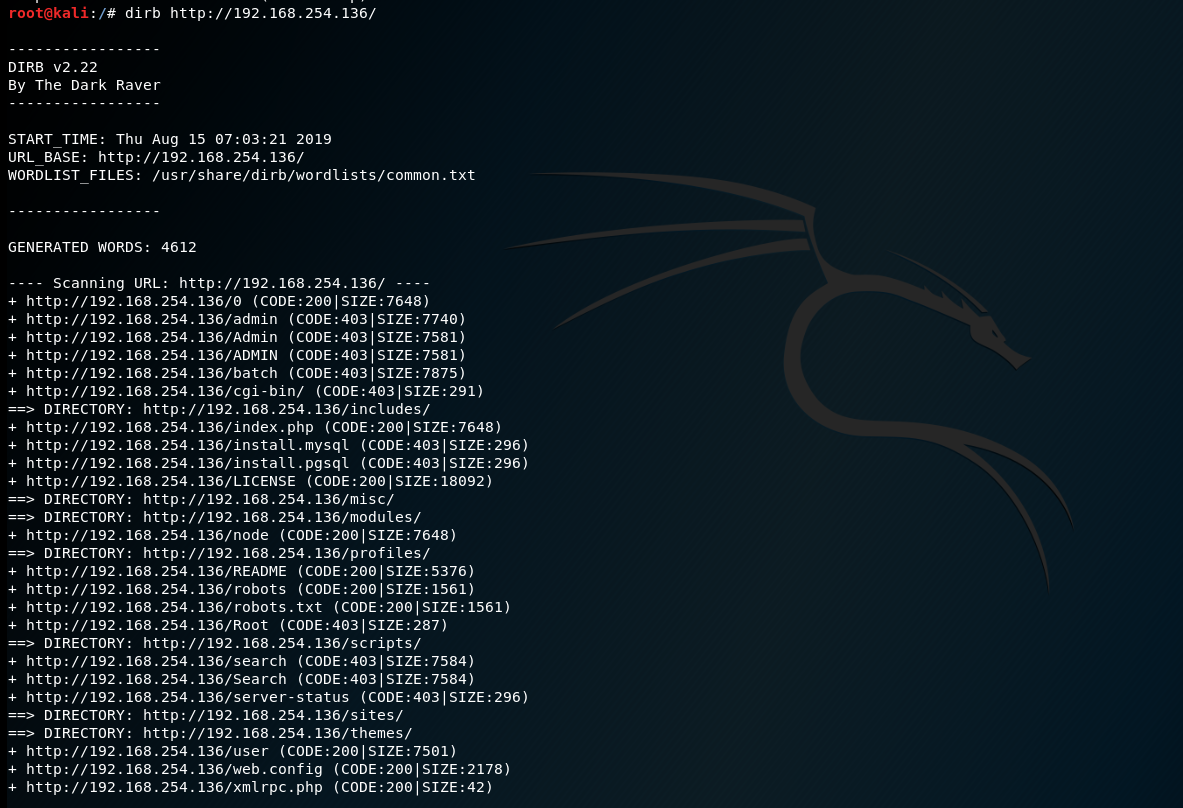 root@kali:/# dirb http://192.168.254.136/
-----------------
DIRB v2.22
By The Dark Raver
-----------------
START_TIME: Thu Aug 15 07:03:21 2019
URL_BASE: http://192.168.254.136/
WORDLIST_FILES: /usr/share/dirb/wordlists/common.txt
-----------------
GENERATED WORDS: 4612
---- Scanning URL: http://192.168.254.136/ ----
+ http://192.168.254.136/0 (CODE:200|SIZE:7648)
+ http://192.168.254.136/admin (CODE:403|SIZE:7740)
+ http://192.168.254.136/Admin (CODE:403|SIZE:7581)
+ http://192.168.254.136/ADMIN (CODE:403|SIZE:7581)
+ http://192.168.254.136/batch (CODE:403|SIZE:7875)
+ http://192.168.254.136/cgi-bin/ (CODE:403|SIZE:291)
==> DIRECTORY: http://192.168.254.136/includes/
+ http://192.168.254.136/index.php (CODE:200|SIZE:7648)
+ http://192.168.254.136/install.mysql (CODE:403|SIZE:296)
+ http://192.168.254.136/install.pgsql (CODE:403|SIZE:296)
+ http://192.168.254.136/LICENSE (CODE:200|SIZE:18092)
==> DIRECTORY: http://192.168.254.136/misc/
==> DIRECTORY: http://192.168.254.136/modules/
+ http://192.168.254.136/node (CODE:200|SIZE:7648)
==> DIRECTORY: http://192.168.254.136/profiles/
+ http://192.168.254.136/README (CODE:200|SIZE:5376)
+ http://192.168.254.136/robots (CODE:200|SIZE:1561)
+ http://192.168.254.136/robots.txt (CODE:200|SIZE:1561)
+ http://192.168.254.136/Root (CODE:403|SIZE:287)
==> DIRECTORY: http://192.168.254.136/scripts/
+ http://192.168.254.136/search (CODE:403|SIZE:7584)
+ http://192.168.254.136/Search (CODE:403|SIZE:7584)
+ http://192.168.254.136/server-status (CODE:403|SIZE:296)
==> DIRECTORY: http://192.168.254.136/sites/
==> DIRECTORY: http://192.168.254.136/themes/
+ http://192.168.254.136/user (CODE:200|SIZE:7501)
+ http://192.168.254.136/web.config (CODE:200|SIZE:2178)
+ http://192.168.254.136/xmlrpc.php (CODE:200|SIZE:42)